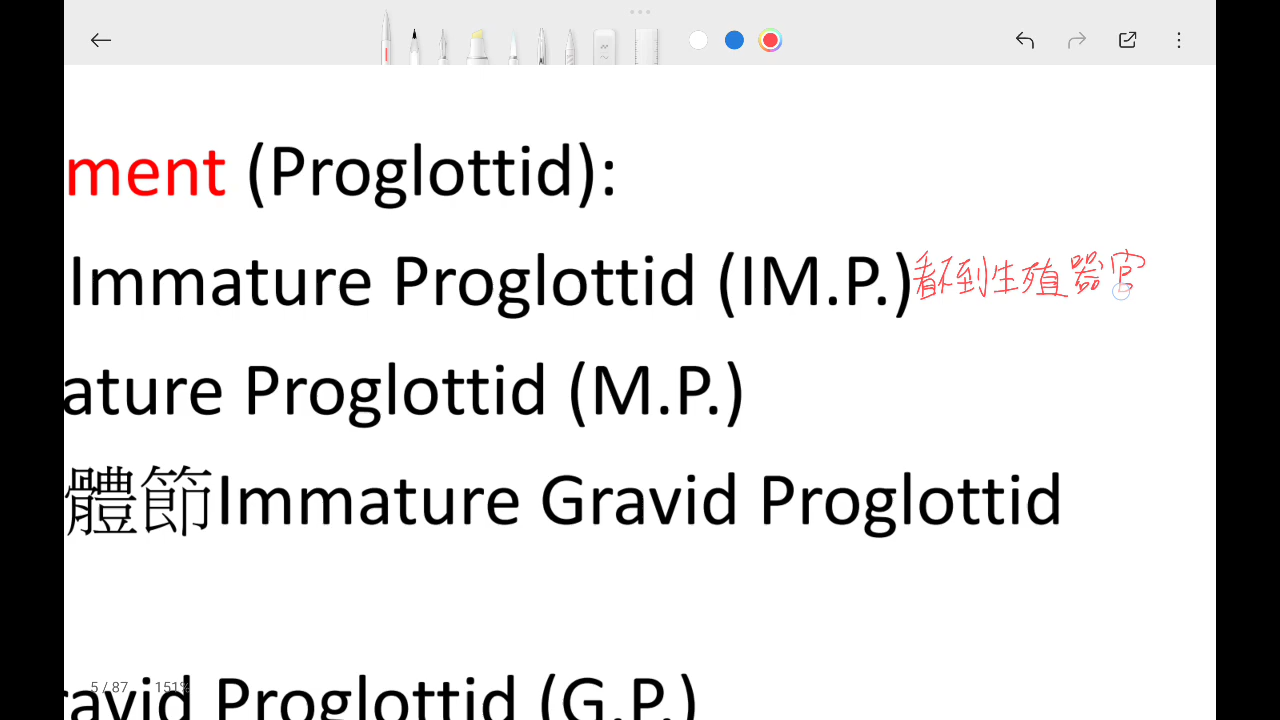 ment (Proglottid):
Immature Proglottid (IM.P.)看不到生殖器官
ature Proglottid (M.P.)
體節Immature Gravid Proglottid
5 / 87 151%
ravid Proglottid (G.P.)